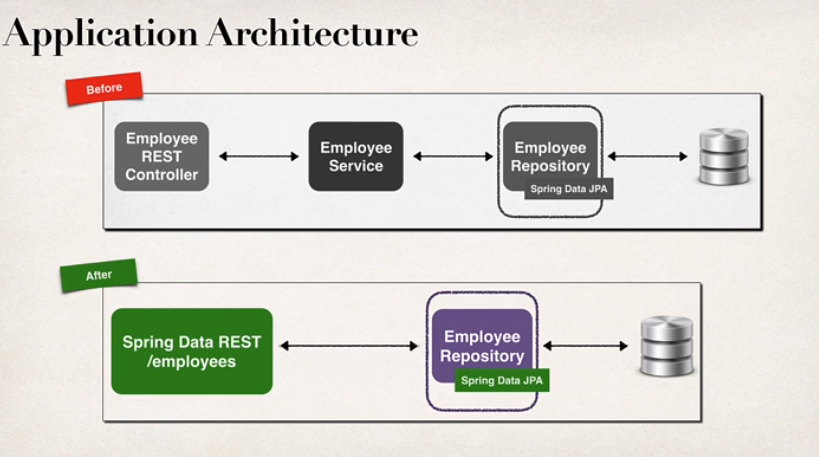 Application Architecture
Before
Employee
REST
Controller
Employee
Service
Employee
Repository
Spring Data JPA
After
Spring Data REST
/employees
Employee
Repository
Spring Data JPA